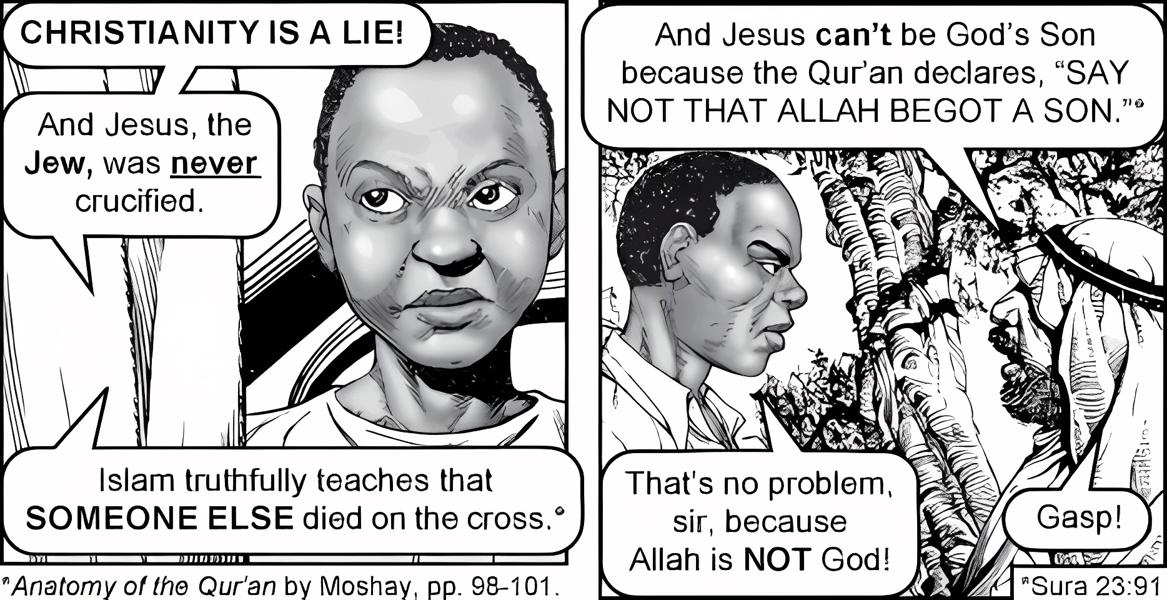 CHRISTIANITY IS A LIE!
And Jesus, the
Jew, was never
crucified.
Islam truthfully teaches that
SOMEONE ELSE died on the cross.*
*Anatomy of the Qur'an by Moshay, pp. 98-101.
And Jesus can't be God's Son
because the Qur'an declares, "SAY
NOT THAT ALLAH BEGOT A SON."*
That's no problem,
sir, because
Allah is NOT God!
Gasp!
*Sura 23:91